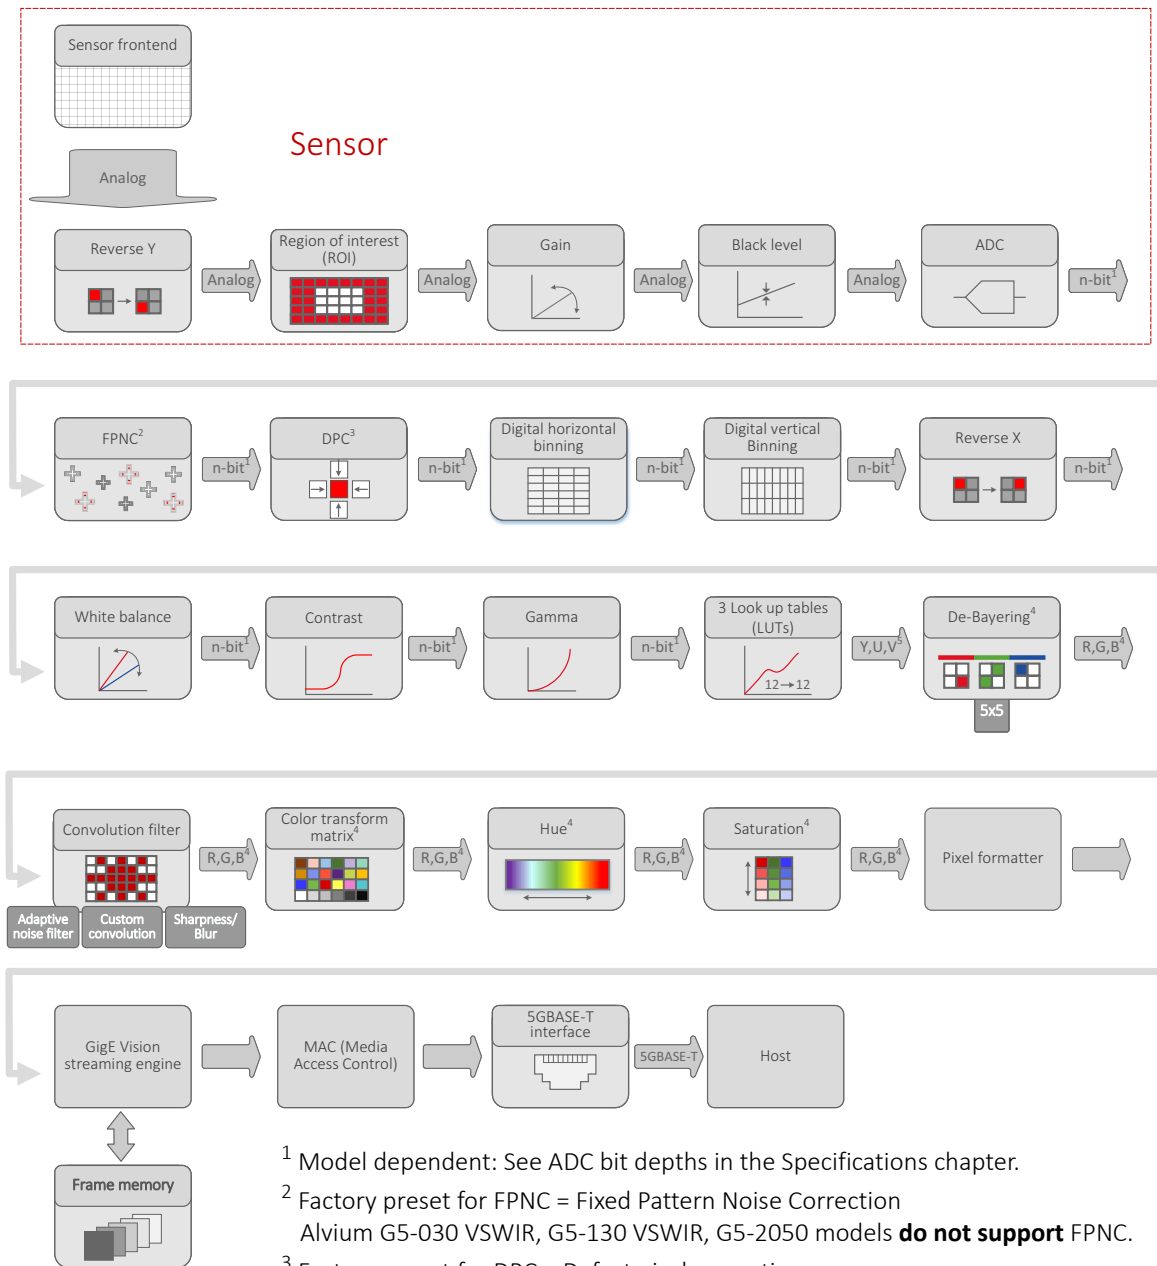 Sensor frontend
Sensor
Analog
Reverse Y
Analog
Region of interest
(ROI)
Analog
Gain
Analog
Black level
Analog
ADC
n-bit¹
FPNC²
n-bit¹
DPC³
n-bit¹
Digital horizontal
binning
n-bit¹
Digital vertical
Binning
n-bit¹
Reverse X
n-bit¹
White balance
n-bit¹
Contrast
n-bit¹
Gamma
n-bit¹
3 Look up tables
(LUTs)
12→12
Y,U,V⁵
De-Bayering⁴
5x5
R,G,B⁴
Convolution filter
Adaptive
noise filter
Custom
convolution
Sharpness/
Blur
R,G,B⁴
Color transform
matrix⁴
R,G,B⁴
Hue⁴
R,G,B⁴
Saturation⁴
R,G,B⁴
Pixel formatter
GigE Vision
streaming engine
MAC (Media
Access Control)
5GBASE-T
interface
5GBASE-T
Host
Frame memory
¹ Model dependent: See ADC bit depths in the Specifications chapter.
² Factory preset for FPNC = Fixed Pattern Noise Correction
Alvium G5-030 VSWIR, G5-130 VSWIR, G5-2050 models do not support FPNC.